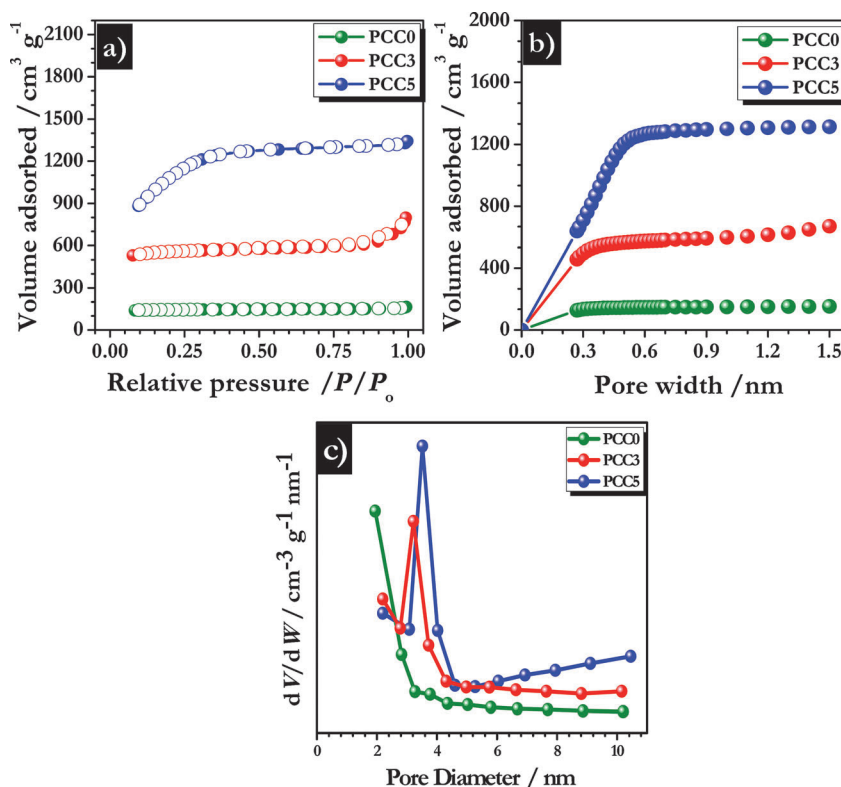 a)
PCC0
PCC3
PCC5
Volume adsorbed / cm³ g⁻¹
2100
1800
1500
1200
900
600
300
0
0.00 0.25 0.50 0.75 1.00
Relative pressure /P/Pₒ
b)
PCC0
PCC3
PCC5
Volume adsorbed / cm³ g⁻¹
2000
1600
1200
800
400
0
0.0 0.3 0.6 0.9 1.2 1.5
Pore width /nm
c)
PCC0
PCC3
PCC5
dV/dW/ cm⁻³ g⁻¹ nm⁻¹
0 2 4 6 8 10
Pore Diameter / nm